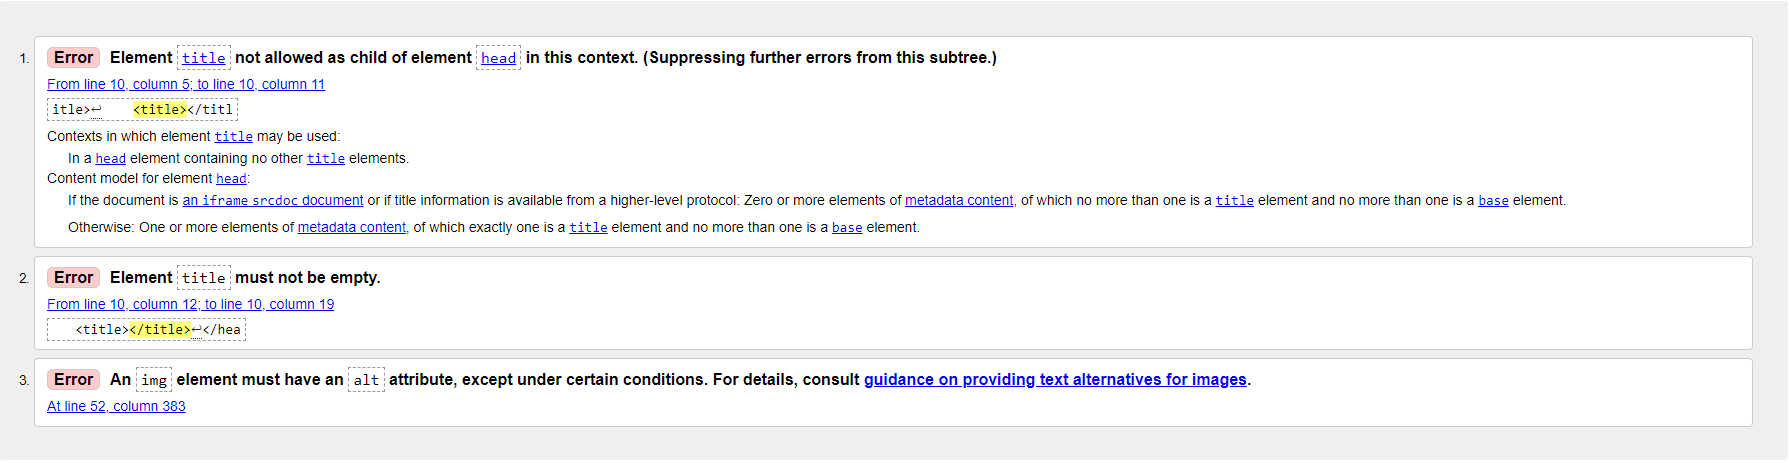 1. Error Element title not allowed as child of element head in this context. (Suppressing further errors from this subtree.)
From line 10, column 5; to line 10, column 11
itle>↩    <title></titl
Contexts in which element title may be used:
In a head element containing no other title elements.
Content model for element head:
If the document is an iframe srcdoc document or if title information is available from a higher-level protocol: Zero or more elements of metadata content, of which no more than one is a title element and no more than one is a base element.
Otherwise: One or more elements of metadata content, of which exactly one is a title element and no more than one is a base element.
2. Error Element title must not be empty.
From line 10, column 12; to line 10, column 19
<title></title>↩</hea
3. Error An img element must have an alt attribute, except under certain conditions. For details, consult guidance on providing text alternatives for images.
At line 52, column 383